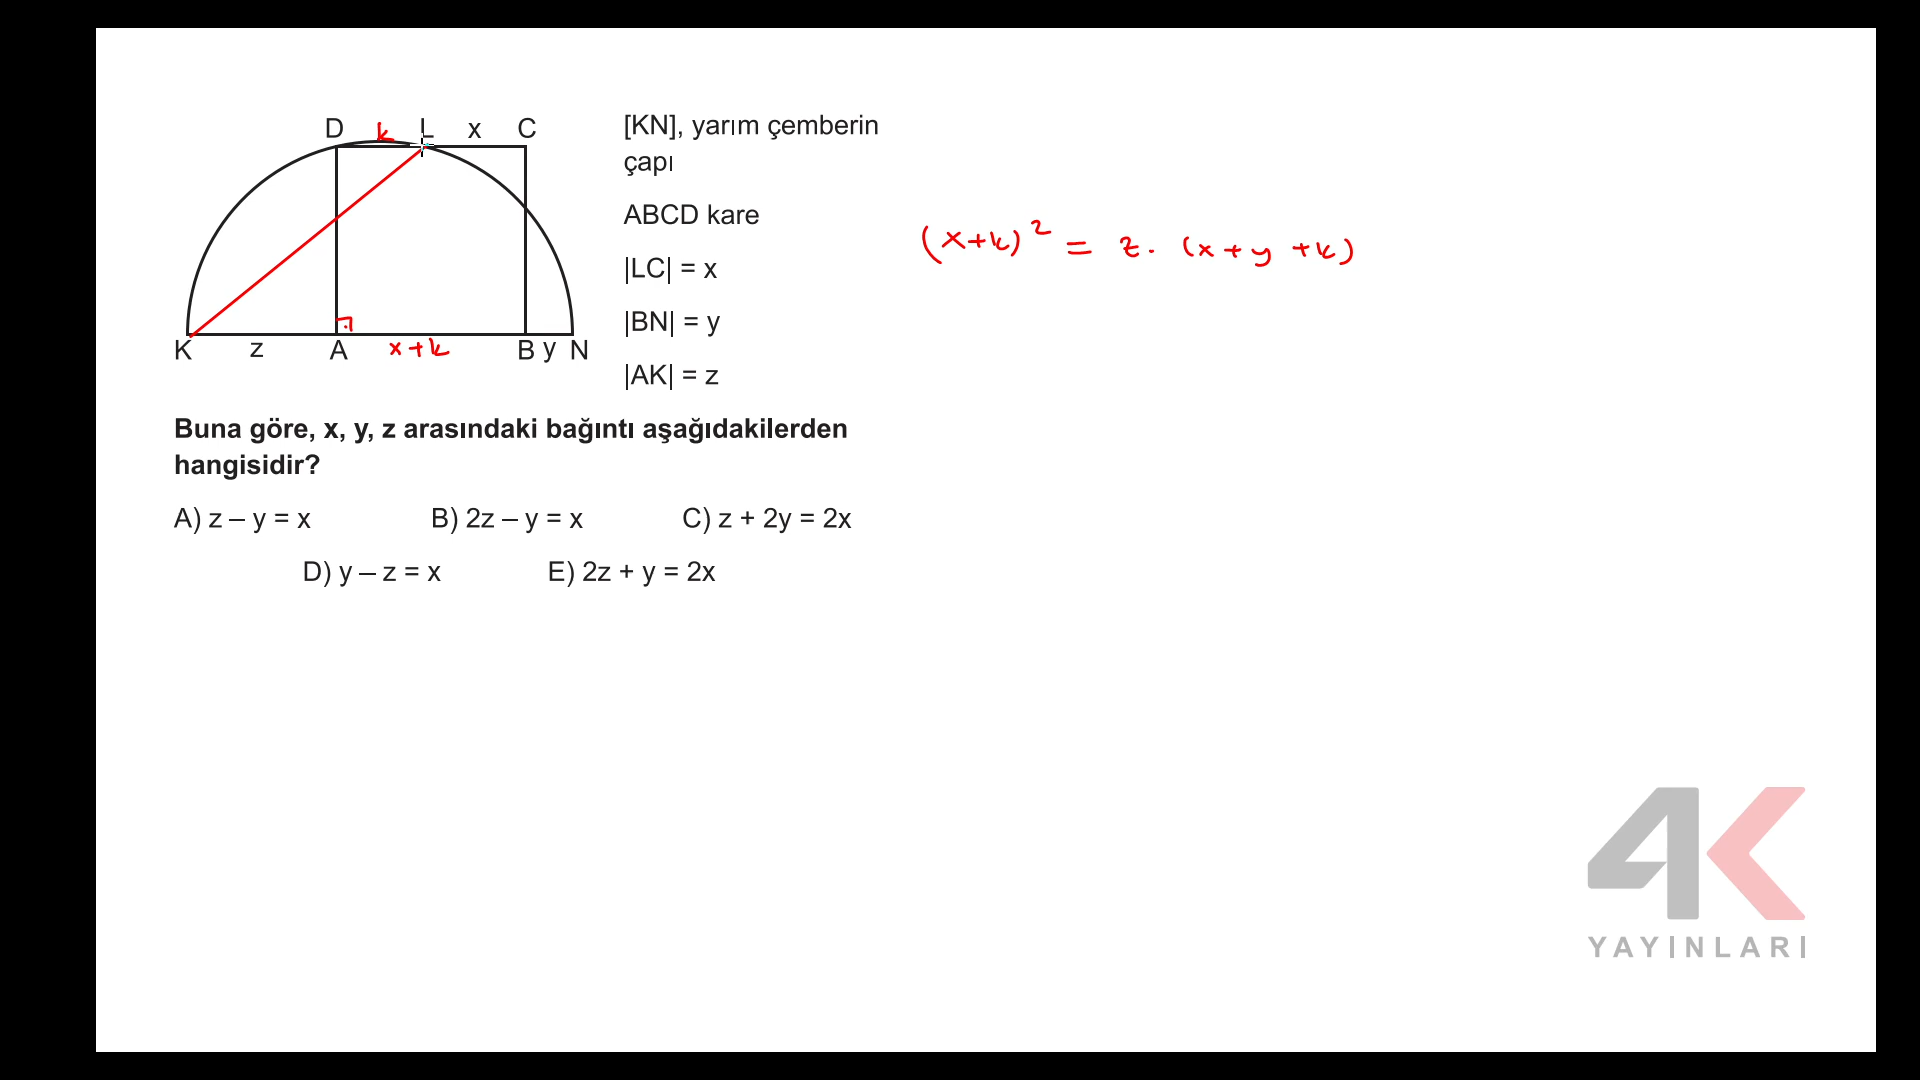 D k L x C
K z A x+k B y N
[KN], yarım çemberin
çapı
ABCD kare
|LC| = x
|BN| = y
|AK| = z
(x+k)² = z. (x+y+k)
Buna göre, x, y, z arasındaki bağıntı aşağıdakilerden
hangisidir?
A) z – y = x B) 2z – y = x C) z + 2y = 2x
D) y – z = x E) 2z + y = 2x
4K
YAYINLARI